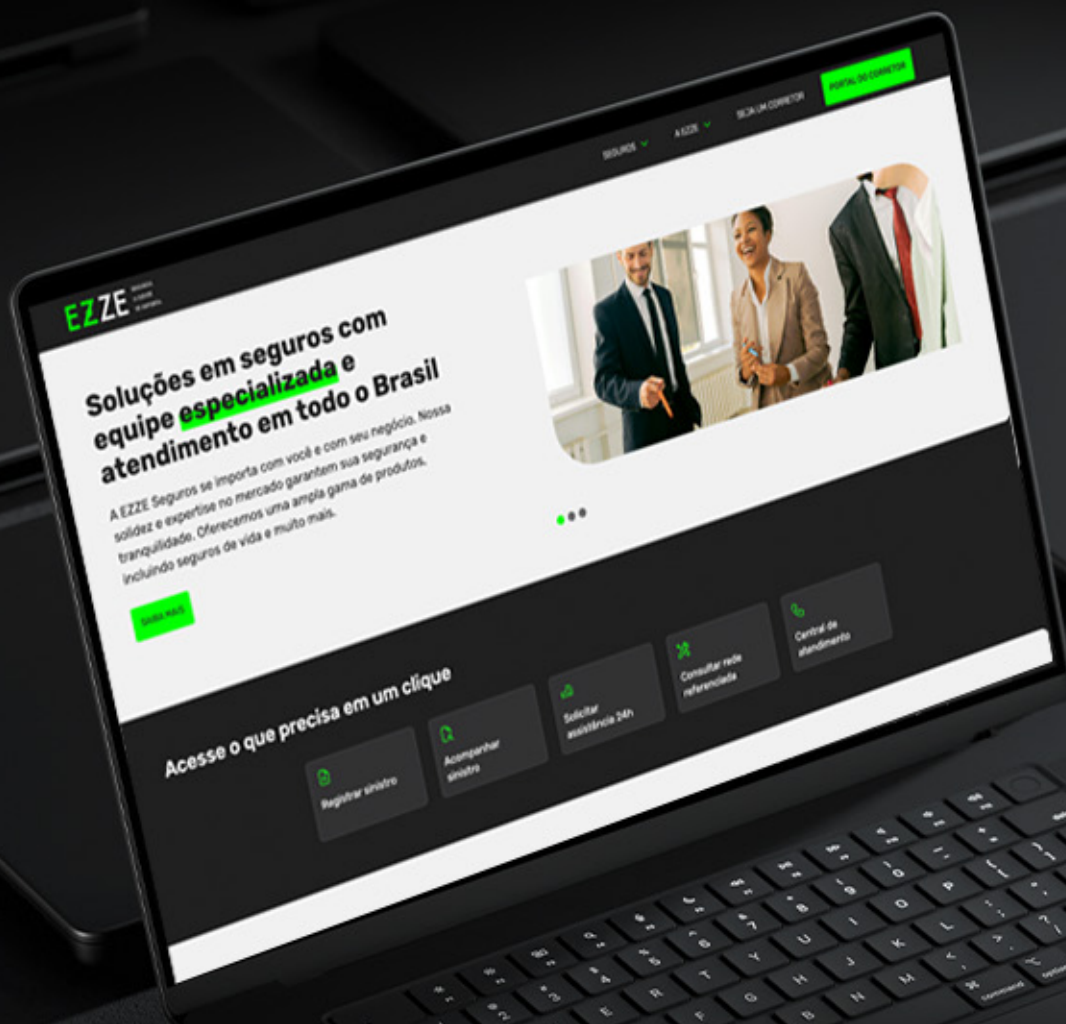 SEGUROS
A EZZE
SEJA UM CORRETOR
PORTAL DO CORRETOR
EZZE
Soluções em seguros com
equipe especializada e
atendimento em todo o Brasil
A EZZE Seguros se importa com você e com seu negócio. Nossa
solidez e expertise no mercado garantem sua segurança e
tranquilidade. Oferecemos uma ampla gama de produtos,
incluindo seguros de vida e muito mais.
SAIBA MAIS
Acesse o que precisa em um clique
Registrar sinistro
Acompanhar
sinistro
Solicitar
assistência 24h
Consultar rede
referenciada
Central de
atendimento
command
option